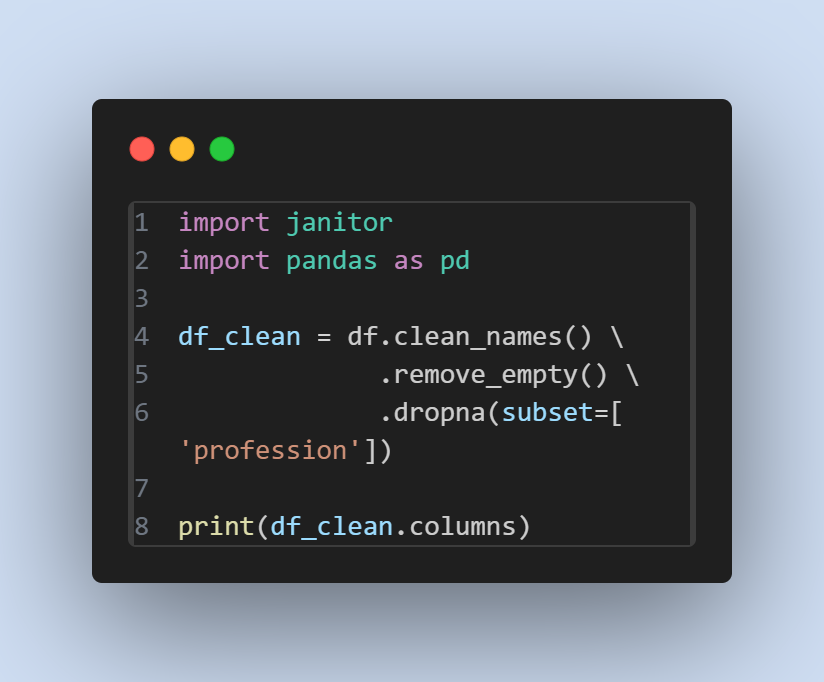 1 import janitor
2 import pandas as pd
3
4 df_clean = df.clean_names() \
5              .remove_empty() \
6              .dropna(subset=[
'profession'])
7
8 print(df_clean.columns)